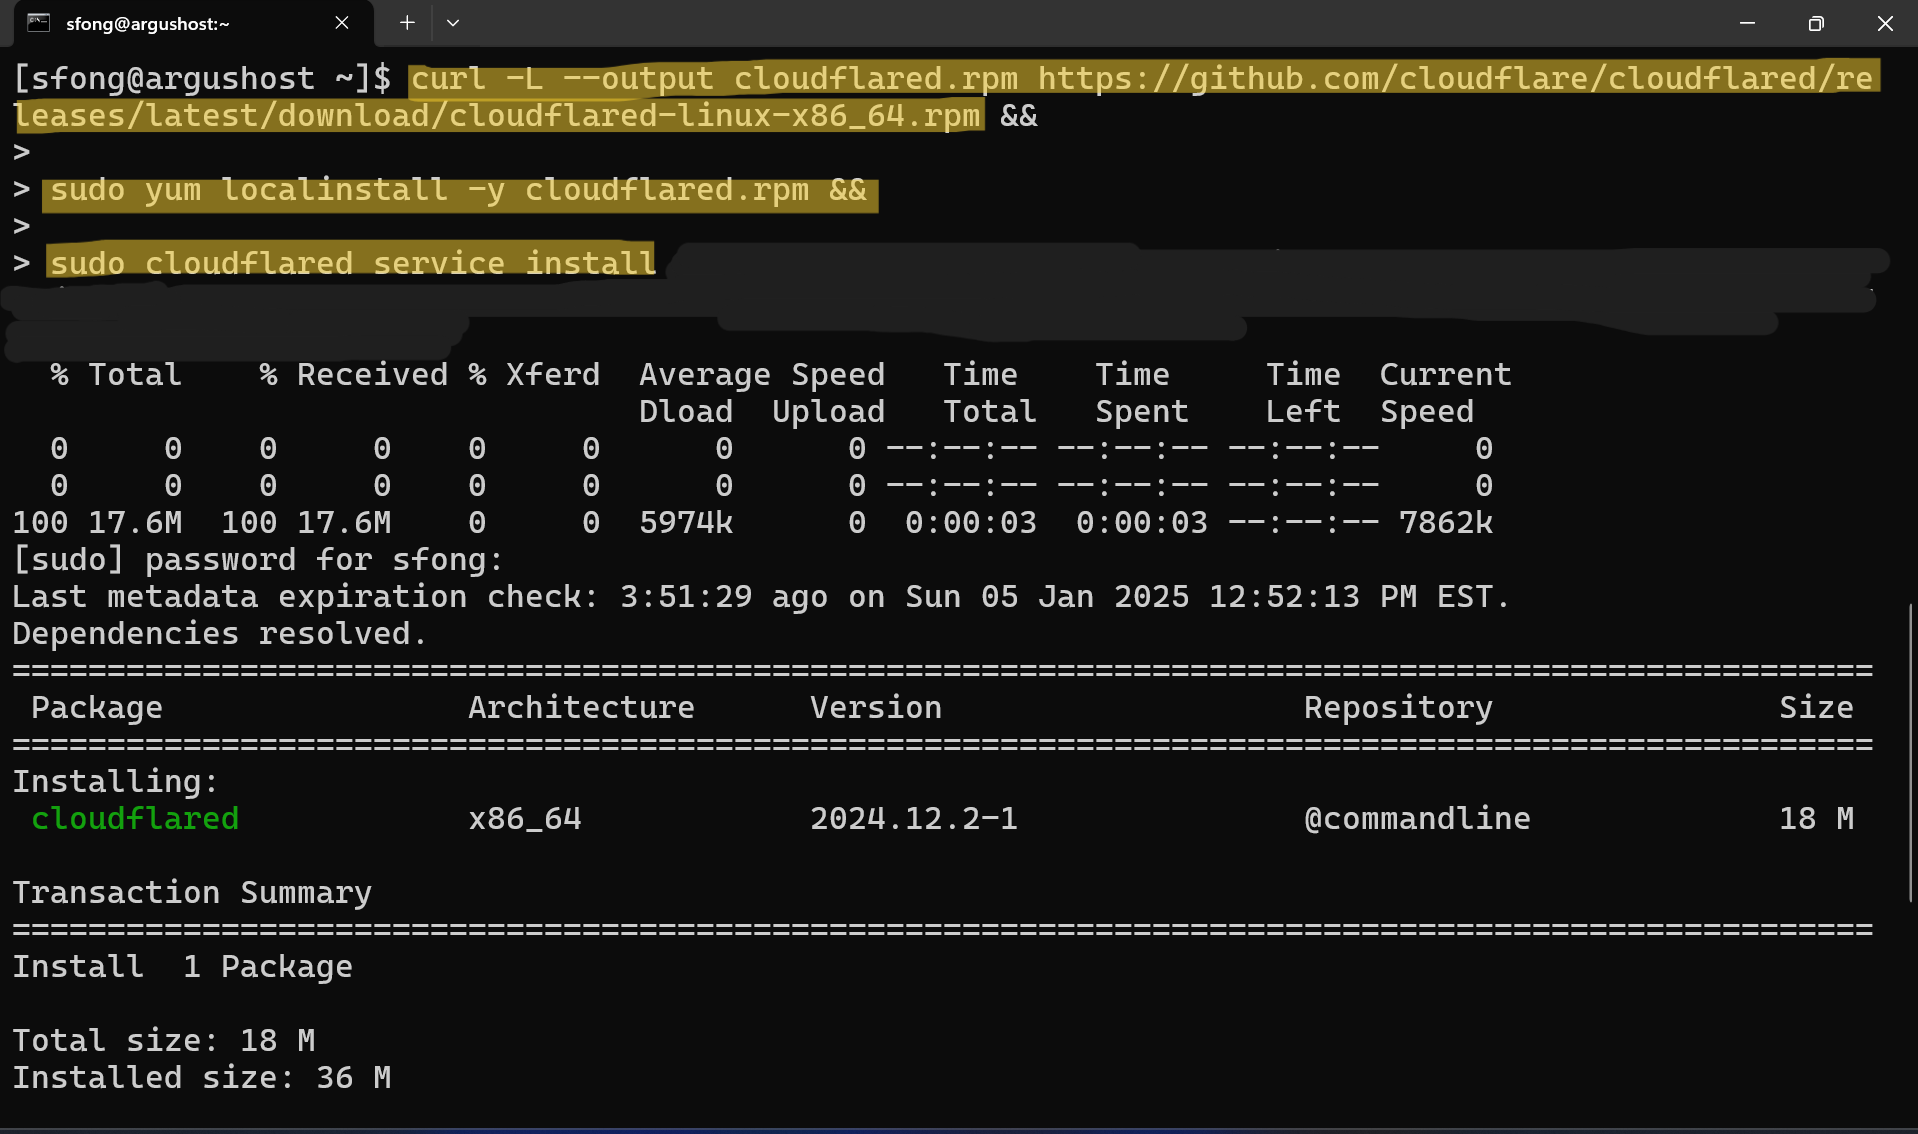 sfong@argushost:~
[sfong@argushost ~]$ curl -L --output cloudflared.rpm https://github.com/cloudflare/cloudflared/re
leases/latest/download/cloudflared-linux-x86_64.rpm &&
>
> sudo yum localinstall -y cloudflared.rpm &&
>
> sudo cloudflared service install
% Total % Received % Xferd Average Speed Time Time Time Current
Dload Upload Total Spent Left Speed
0 0 0 0 0 0 0 0 --:--:-- --:--:-- --:--:-- 0
0 0 0 0 0 0 0 0 --:--:-- --:--:-- --:--:-- 0
100 17.6M 100 17.6M 0 0 5974k 0 0:00:03 0:00:03 --:--:-- 7862k
[sudo] password for sfong:
Last metadata expiration check: 3:51:29 ago on Sun 05 Jan 2025 12:52:13 PM EST.
Dependencies resolved.
==================================================================================================
Package Architecture Version Repository Size
==================================================================================================
Installing:
cloudflared x86_64 2024.12.2-1 @commandline 18 M
Transaction Summary
==================================================================================================
Install 1 Package
Total size: 18 M
Installed size: 36 M